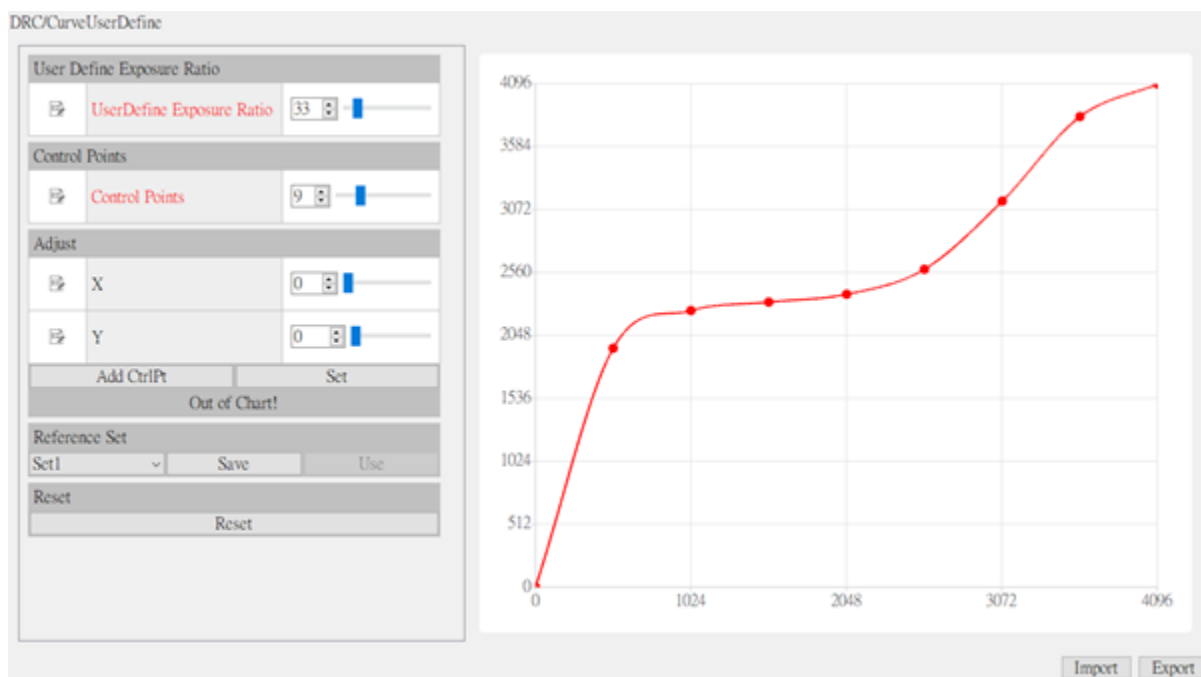 DRC/CurveUserDefine
User Define Exposure Ratio
UserDefine Exposure Ratio 33
Control Points
Control Points 9
Adjust
X 0
Y 0
Add CtrlPt Set
Out of Chart!
Reference Set
Set1 Save Use
Reset
Reset
4096
3584
3072
2560
2048
1536
1024
512
0
0 1024 2048 3072 4096
Import Export